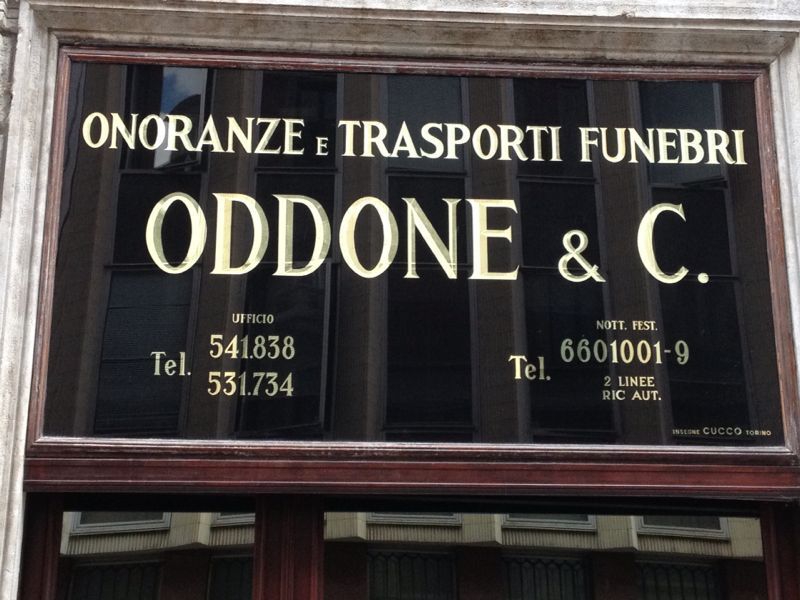 ONORANZE E TRASPORTI FUNEBRI
ODDONE & C.
UFFICIO
Tel. 541.838
531.734
NOTT. FEST.
Tel. 6601001-9
2 LINEE
RIC AUT.
INSEGNE CUCCO TORINO